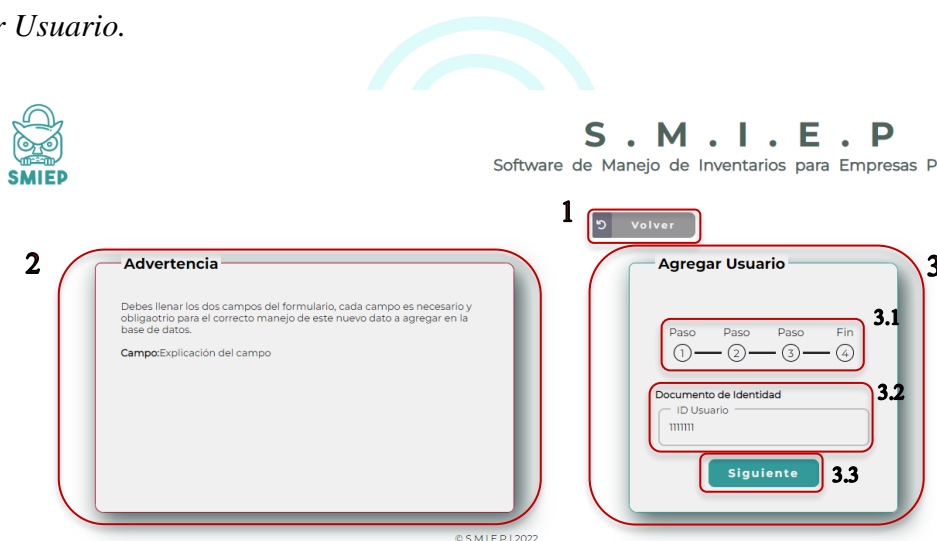 r Usuario.
SMIEP
S . M . I . E . P
Software de Manejo de Inventarios para Empresas P
1
Volver
2
Advertencia
Debes llenar los dos campos del formulario, cada campo es necesario y
obligaotrio para el correcto manejo de este nuevo dato a agregar en la
base de datos.
Campo:Explicación del campo
3
Agregar Usuario
3.1
Paso Paso Paso Fin
1 2 3 4
3.2
Documento de Identidad
ID Usuario
1111111
Siguiente
3.3
© S.M.I.E.P | 2022